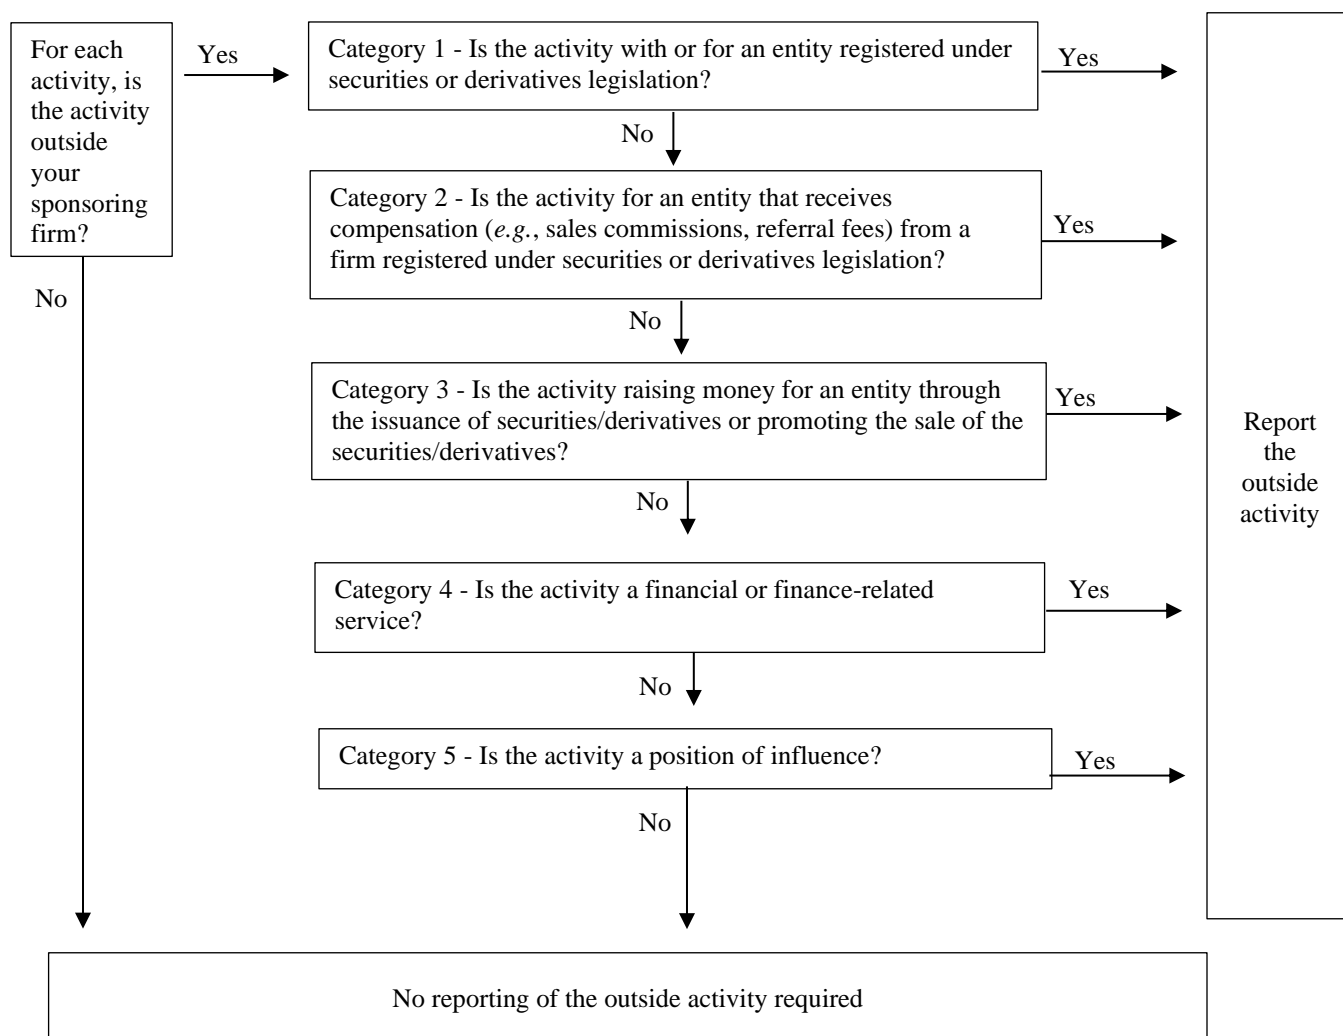 For each
activity, is
the activity
outside
your
sponsoring
firm?
Yes
No
Category 1 - Is the activity with or for an entity registered under
securities or derivatives legislation?
Yes
No
Category 2 - Is the activity for an entity that receives
compensation (e.g., sales commissions, referral fees) from a
firm registered under securities or derivatives legislation?
Yes
No
Category 3 - Is the activity raising money for an entity through
the issuance of securities/derivatives or promoting the sale of the
securities/derivatives?
Yes
No
Category 4 - Is the activity a financial or finance-related
service?
Yes
No
Category 5 - Is the activity a position of influence?
Yes
No
Report
the
outside
activity
No reporting of the outside activity required